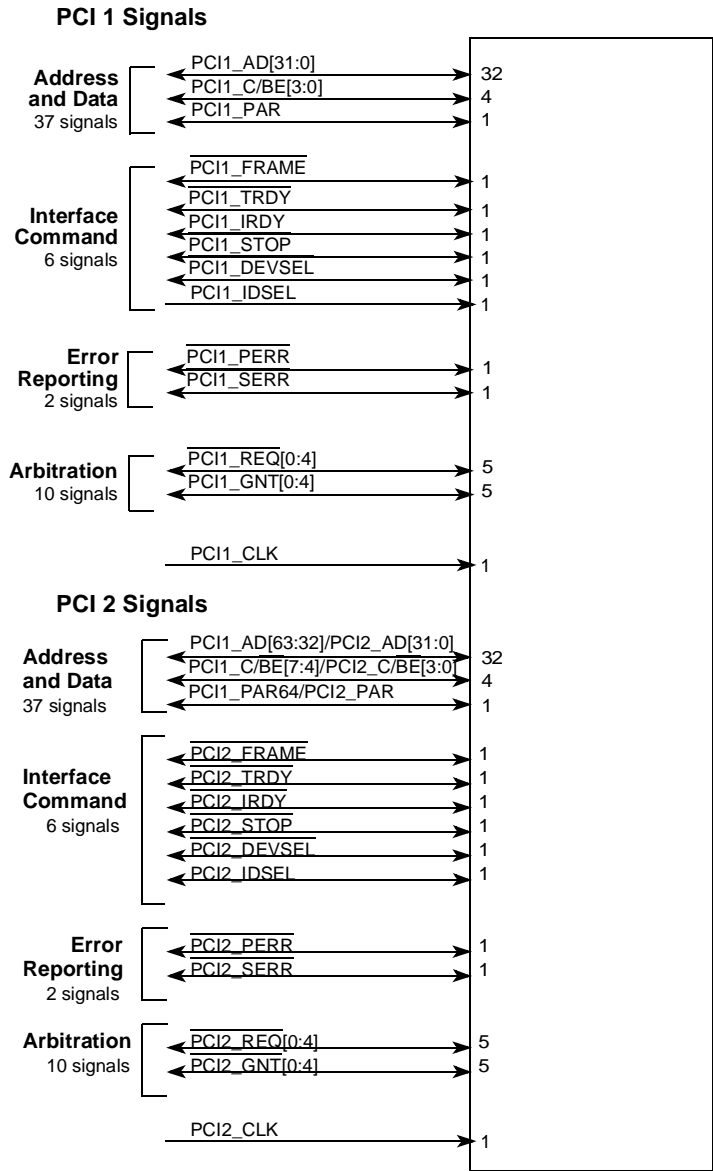 PCI 1 Signals
Address and Data
37 signals
PCI1_AD[31:0] 32
PCI1_C/BE[3:0] 4
PCI1_PAR 1
Interface Command
6 signals
PCI1_FRAME 1
PCI1_TRDY 1
PCI1_IRDY 1
PCI1_STOP 1
PCI1_DEVSEL 1
PCI1_IDSEL 1
Error Reporting
2 signals
PCI1_PERR 1
PCI1_SERR 1
Arbitration
10 signals
PCI1_REQ[0:4] 5
PCI1_GNT[0:4] 5
PCI1_CLK 1
PCI 2 Signals
Address and Data
37 signals
PCI1_AD[63:32]/PCI2_AD[31:0] 32
PCI1_C/BE[7:4]/PCI2_C/BE[3:0] 4
PCI1_PAR64/PCI2_PAR 1
Interface Command
6 signals
PCI2_FRAME 1
PCI2_TRDY 1
PCI2_IRDY 1
PCI2_STOP 1
PCI2_DEVSEL 1
PCI2_IDSEL 1
Error Reporting
2 signals
PCI2_PERR 1
PCI2_SERR 1
Arbitration
10 signals
PCI2_REQ[0:4] 5
PCI2_GNT[0:4] 5
PCI2_CLK 1